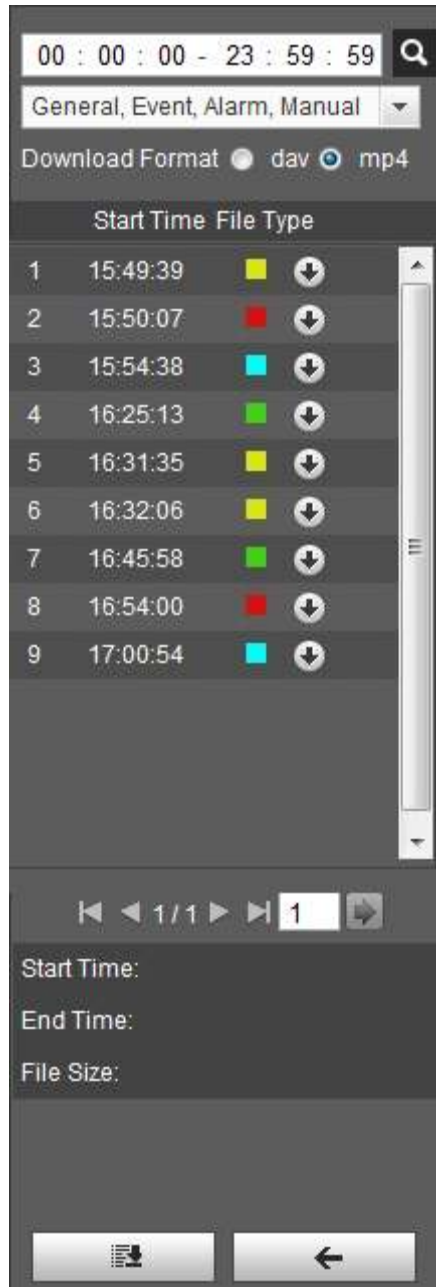 00 : 00 : 00 - 23 : 59 : 59
General, Event, Alarm, Manual
Download Format dav mp4
Start Time File Type
1 15:49:39
2 15:50:07
3 15:54:38
4 16:25:13
5 16:31:35
6 16:32:06
7 16:45:58
8 16:54:00
9 17:00:54
1 / 1 1
Start Time:
End Time:
File Size: